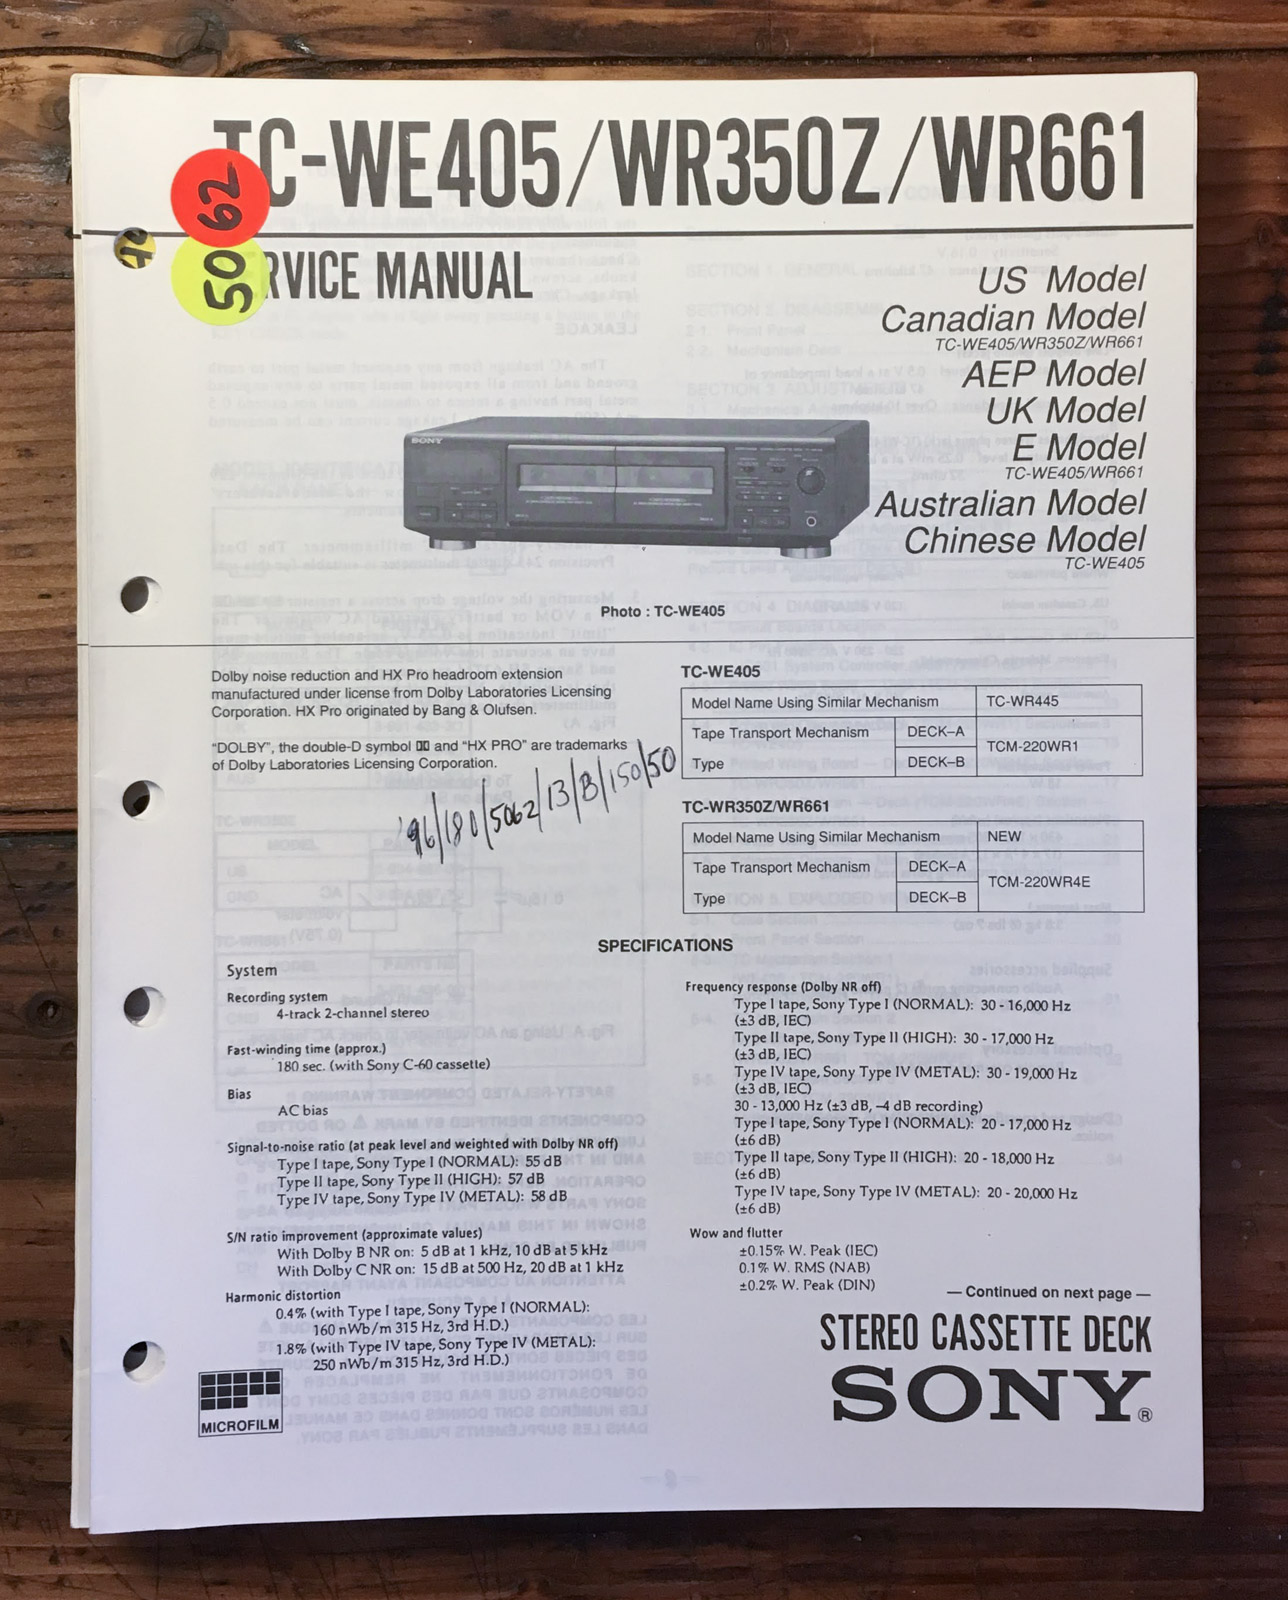 TC-WE405/WR350Z/WR661
62
50
SERVICE MANUAL
US Model
Canadian Model
TC-WE405/WR350Z/WR661
AEP Model
UK Model
E Model
TC-WE405/WR661
Australian Model
Chinese Model
TC-WE405
SONY
Photo : TC-WE405
Dolby noise reduction and HX Pro headroom extension
manufactured under license from Dolby Laboratories Licensing
Corporation. HX Pro originated by Bang & Olufsen.
“DOLBY”, the double-D symbol and “HX PRO” are trademarks
of Dolby Laboratories Licensing Corporation.
'96/180/5062/13/B/150/50
TC-WE405
Model Name Using Similar Mechanism TC-WR445
Tape Transport Mechanism DECK–A
TCM-220WR1
Type DECK–B
TC-WR350Z/WR661
Model Name Using Similar Mechanism NEW
Tape Transport Mechanism DECK–A
TCM-220WR4E
Type DECK–B
SPECIFICATIONS
System
Recording system
4-track 2-channel stereo
Fast-winding time (approx.)
180 sec. (with Sony C-60 cassette)
Bias
AC bias
Signal-to-noise ratio (at peak level and weighted with Dolby NR off)
Type I tape, Sony Type I (NORMAL): 55 dB
Type II tape, Sony Type II (HIGH): 57 dB
Type IV tape, Sony Type IV (METAL): 58 dB
S/N ratio improvement (approximate values)
With Dolby B NR on: 5 dB at 1 kHz, 10 dB at 5 kHz
With Dolby C NR on: 15 dB at 500 Hz, 20 dB at 1 kHz
Harmonic distortion
0.4% (with Type I tape, Sony Type I (NORMAL):
160 nWb/m 315 Hz, 3rd H.D.)
1.8% (with Type IV tape, Sony Type IV (METAL):
250 nWb/m 315 Hz, 3rd H.D.)
Frequency response (Dolby NR off)
Type I tape, Sony Type I (NORMAL): 30 - 16,000 Hz
(±3 dB, IEC)
Type II tape, Sony Type II (HIGH): 30 - 17,000 Hz
(±3 dB, IEC)
Type IV tape, Sony Type IV (METAL): 30 - 19,000 Hz
(±3 dB, IEC)
30 - 13,000 Hz (±3 dB, –4 dB recording)
Type I tape, Sony Type I (NORMAL): 20 - 17,000 Hz
(±6 dB)
Type II tape, Sony Type II (HIGH): 20 - 18,000 Hz
(±6 dB)
Type IV tape, Sony Type IV (METAL): 20 - 20,000 Hz
(±6 dB)
Wow and flutter
±0.15% W. Peak (IEC)
0.1% W. RMS (NAB)
±0.2% W. Peak (DIN)
— Continued on next page —
STEREO CASSETTE DECK
SONY®
MICROFILM